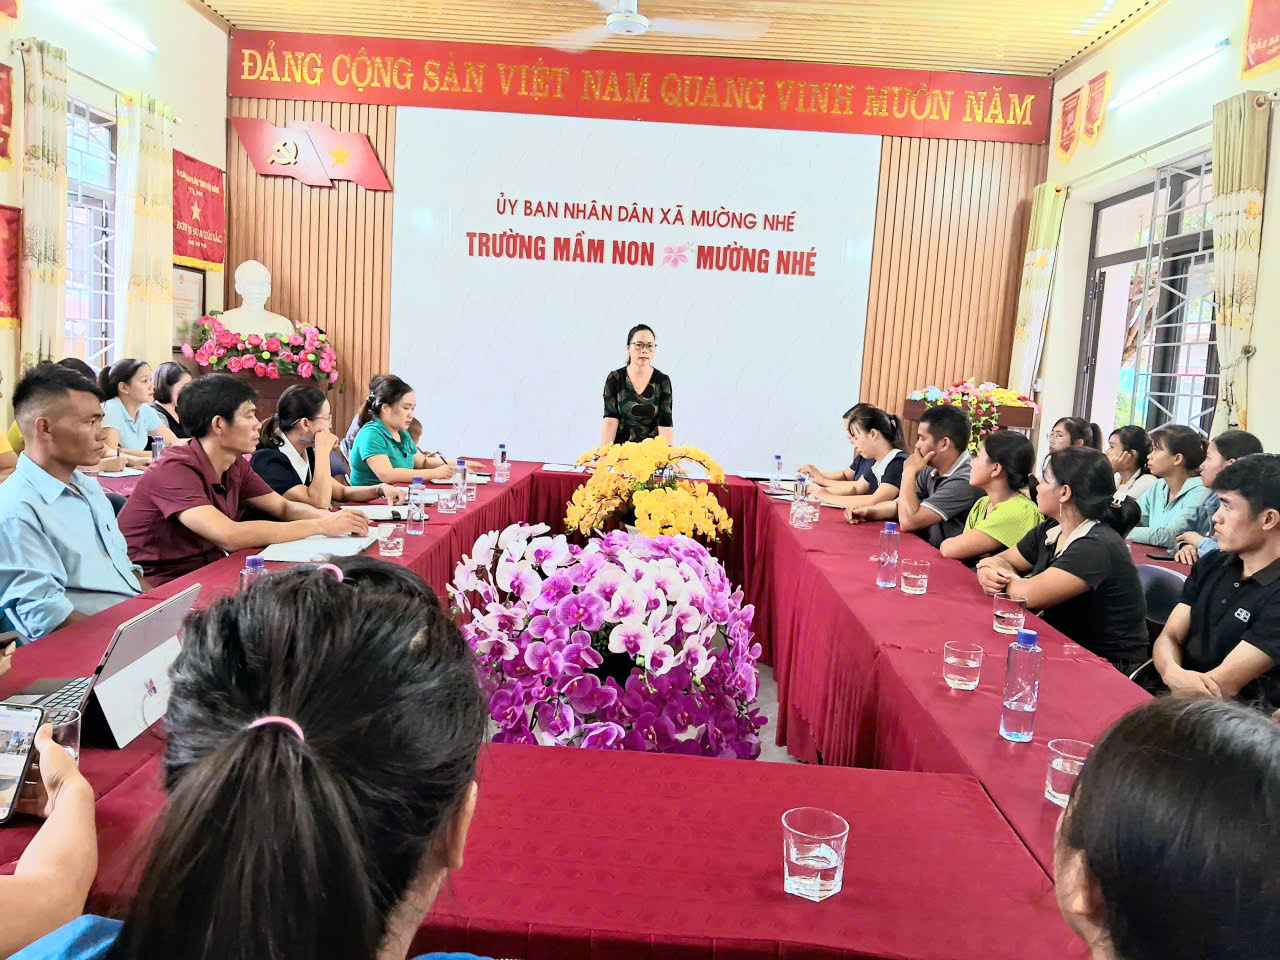 ĐẢNG CỘNG SẢN VIỆT NAM QUANG VINH MUÔN NĂM
ỦY BAN NHÂN DÂN XÃ MƯỜNG NHÉ
TRƯỜNG MẦM NON MƯỜNG NHÉ